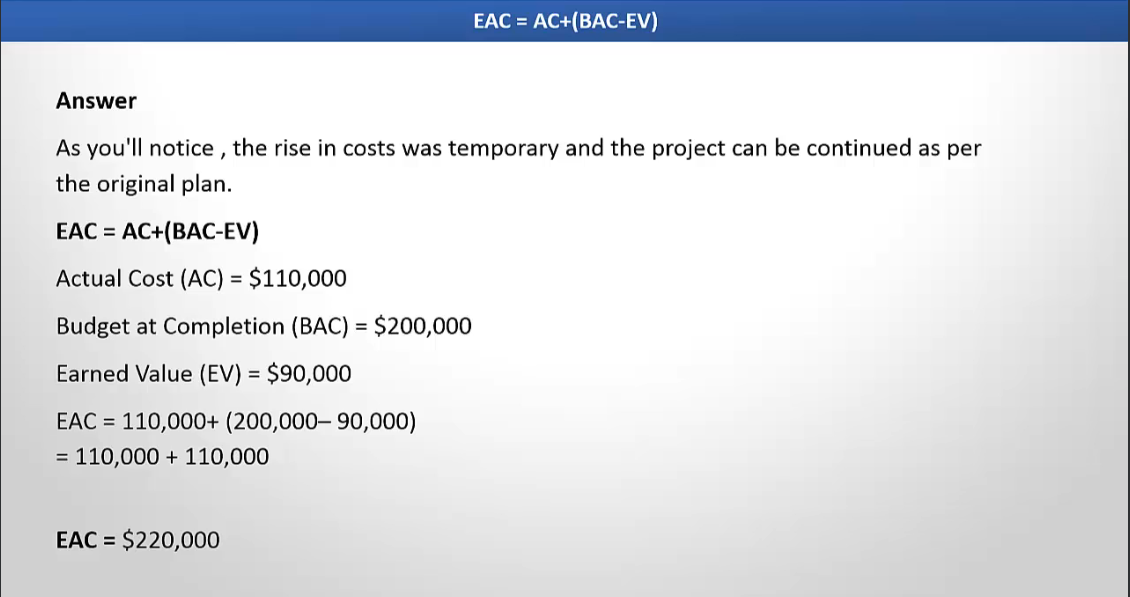 EAC = AC+(BAC-EV)
Answer
As you'll notice , the rise in costs was temporary and the project can be continued as per
the original plan.
EAC = AC+(BAC-EV)
Actual Cost (AC) = $110,000
Budget at Completion (BAC) = $200,000
Earned Value (EV) = $90,000
EAC = 110,000+ (200,000– 90,000)
= 110,000 + 110,000
EAC = $220,000